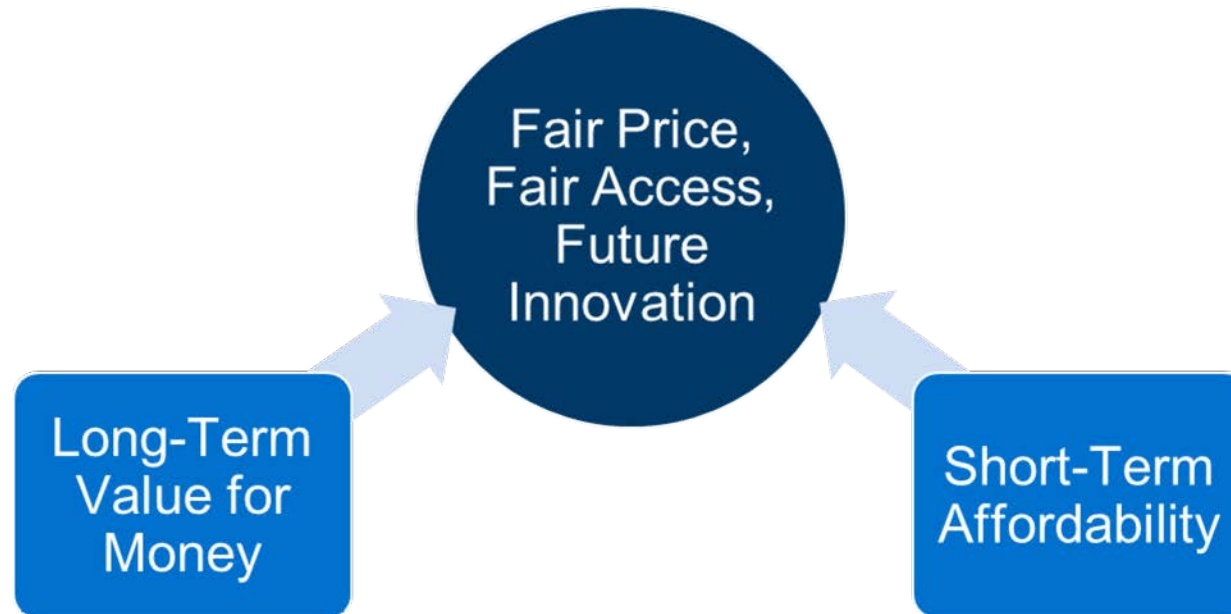 Fair Price,
Fair Access,
Future
Innovation
Long-Term
Value for
Money
Short-Term
Affordability